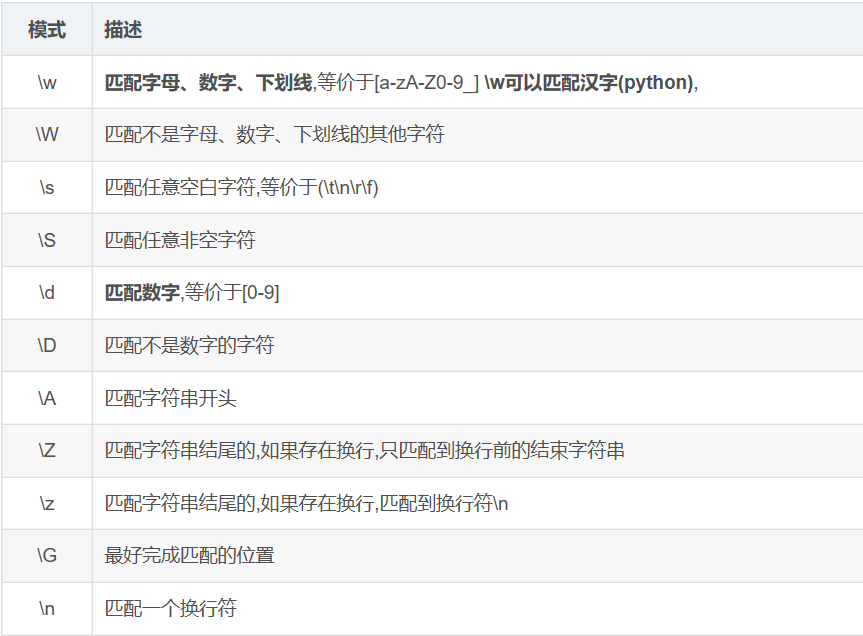 模式 描述
\w 匹配字母、数字、下划线,等价于[a-zA-Z0-9_] \w可以匹配汉字(python),
\W 匹配不是字母、数字、下划线的其他字符
\s 匹配任意空白字符,等价于(\t\n\r\f)
\S 匹配任意非空字符
\d 匹配数字,等价于[0-9]
\D 匹配不是数字的字符
\A 匹配字符串开头
\Z 匹配字符串结尾的,如果存在换行,只匹配到换行前的结束字符串
\z 匹配字符串结尾的,如果存在换行,匹配到换行符\n
\G 最好完成匹配的位置
\n 匹配一个换行符